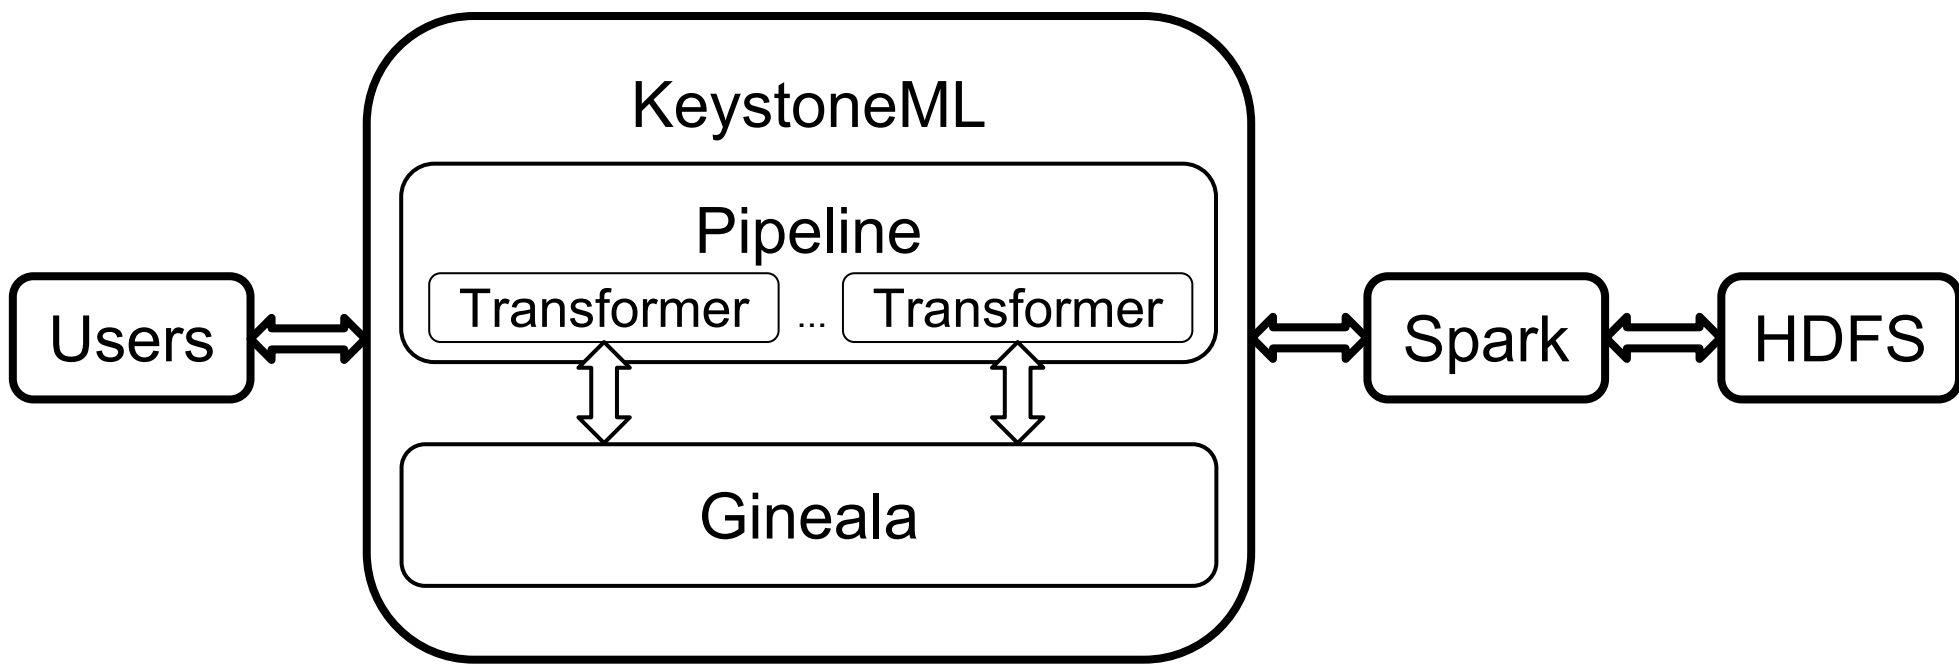 KeystoneML
Pipeline
Transformer ... Transformer
Users
Spark
HDFS
Gineala